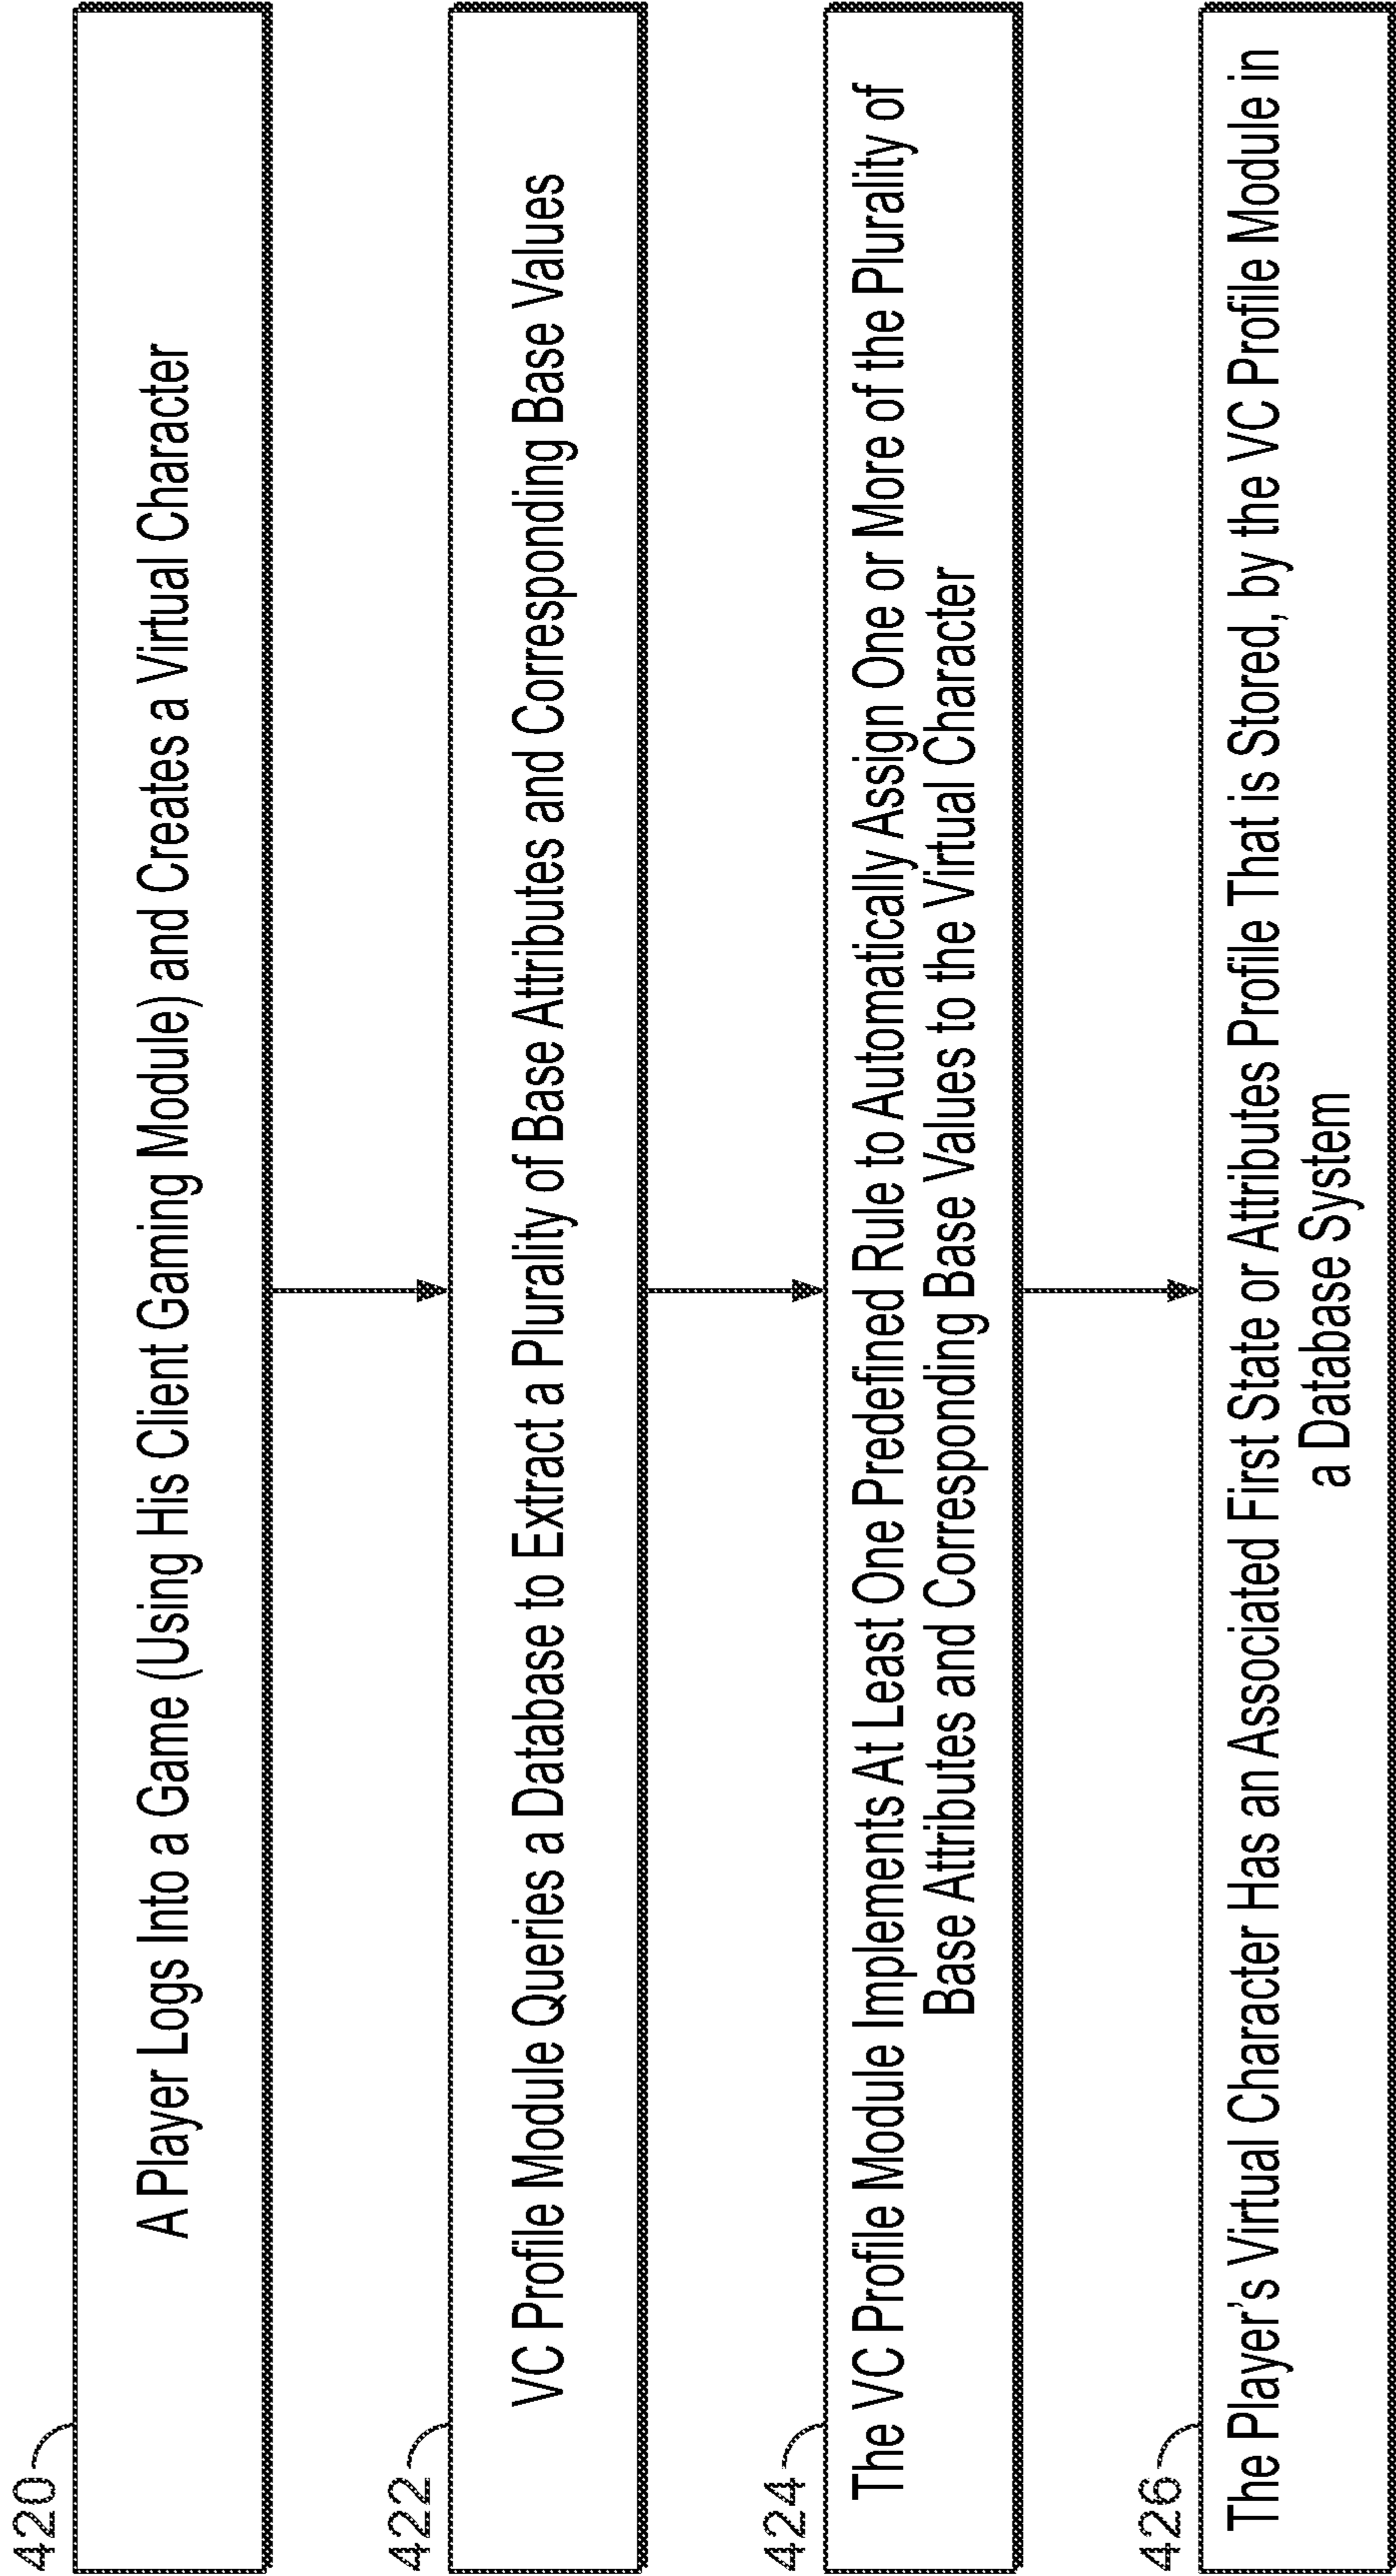 420
A Player Logs Into a Game (Using His Client Gaming Module) and Creates a Virtual Character
422
VC Profile Module Queries a Database to Extract a Plurality of Base Attributes and Corresponding Base Values
424
The VC Profile Module Implements At Least One Predefined Rule to Automatically Assign One or More of the Plurality of
Base Attributes and Corresponding Base Values to the Virtual Character
426
The Player's Virtual Character Has an Associated First State or Attributes Profile That is Stored, by the VC Profile Module in
a Database System